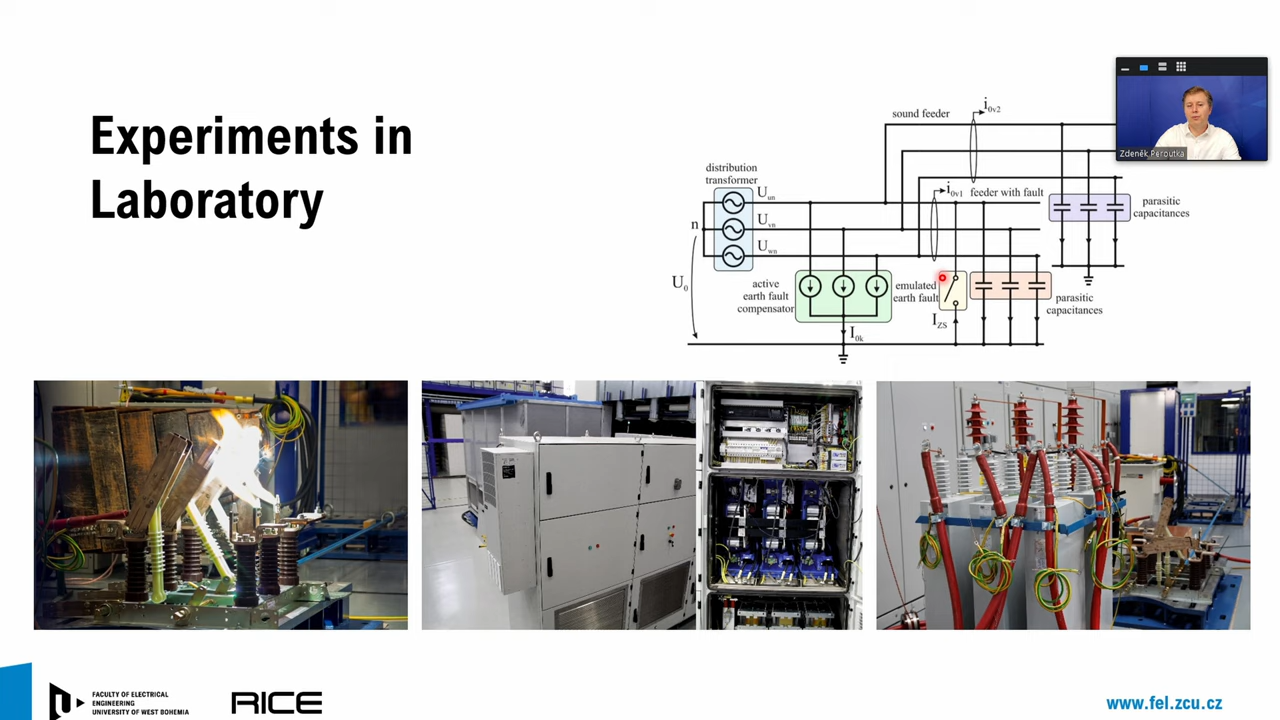 Experiments in
Laboratory
sound feeder
i0v2
Zdeněk Peroutka
distribution
transformer
Uun
i0v1
feeder with fault
parasitic
capacitances
n
Uvn
Uwn
U0
active
earth fault
compensator
emulated
earth fault
parasitic
capacitances
IZS
I0k
FACULTY OF ELECTRICAL
ENGINEERING
UNIVERSITY OF WEST BOHEMIA
RICE
www.fel.zcu.cz